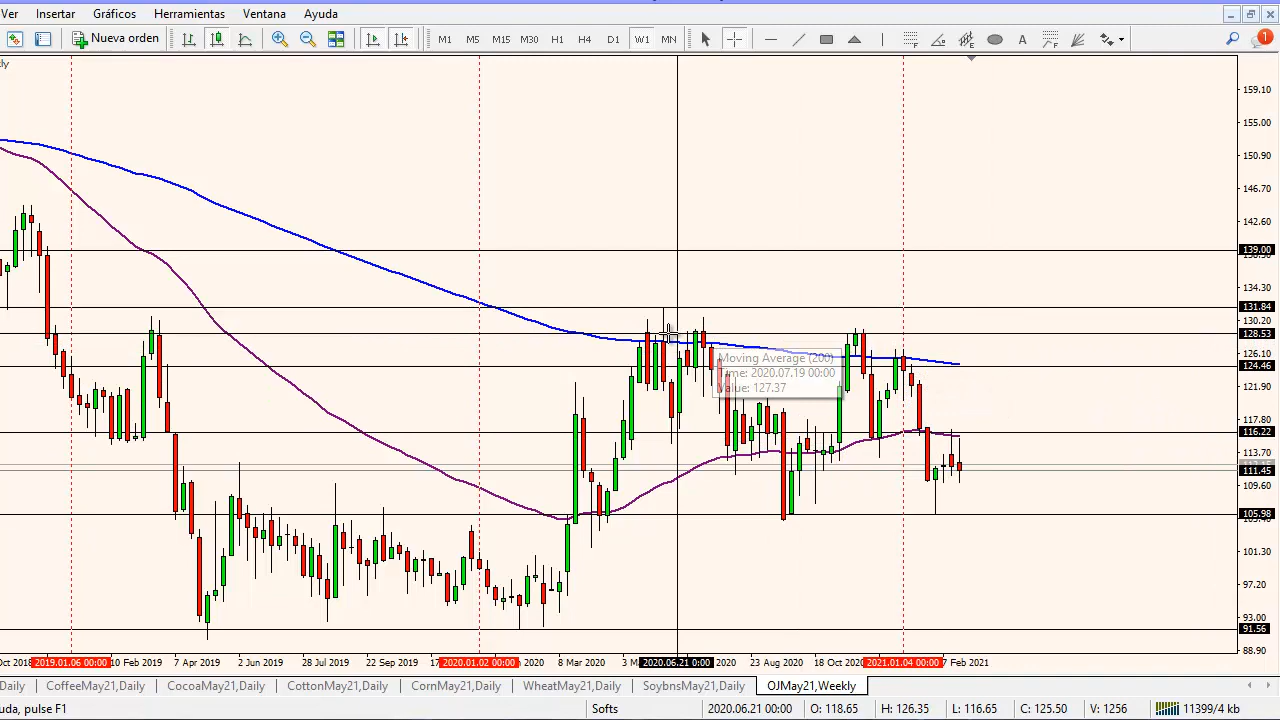 Ver Insertar Gráficos Herramientas Ventana Ayuda
Nueva orden M1 M5 M15 M30 H1 H4 D1 W1 MN A 1
kly
159.10
155.00
150.90
146.70
142.60
139.00
134.30
131.84
130.20
128.53
126.10
124.46
121.90
117.80
116.22
113.70
111.45
109.60
105.98
101.30
97.20
93.00
91.56
88.90
Moving Average (200)
Time: 2020.07.19 00:00
Value: 127.37
Oct 2018 2019.01.06 00:00 10 Feb 2019 7 Apr 2019 2 Jun 2019 28 Jul 2019 22 Sep 2019 17 2020.01.02 00:00 2020 8 Mar 2020 3 M 2020.06.21 0:00 2020 23 Aug 2020 18 Oct 2020 2021.01.04 00:00 7 Feb 2021
Daily CoffeeMay21,Daily CocoaMay21,Daily CottonMay21,Daily CornMay21,Daily WheatMay21,Daily SoybnsMay21,Daily OJMay21,Weekly
uda, pulse F1 Softs 2020.06.21 00:00 O: 118.65 H: 126.35 L: 116.65 C: 125.50 V: 1256 11399/4 kb